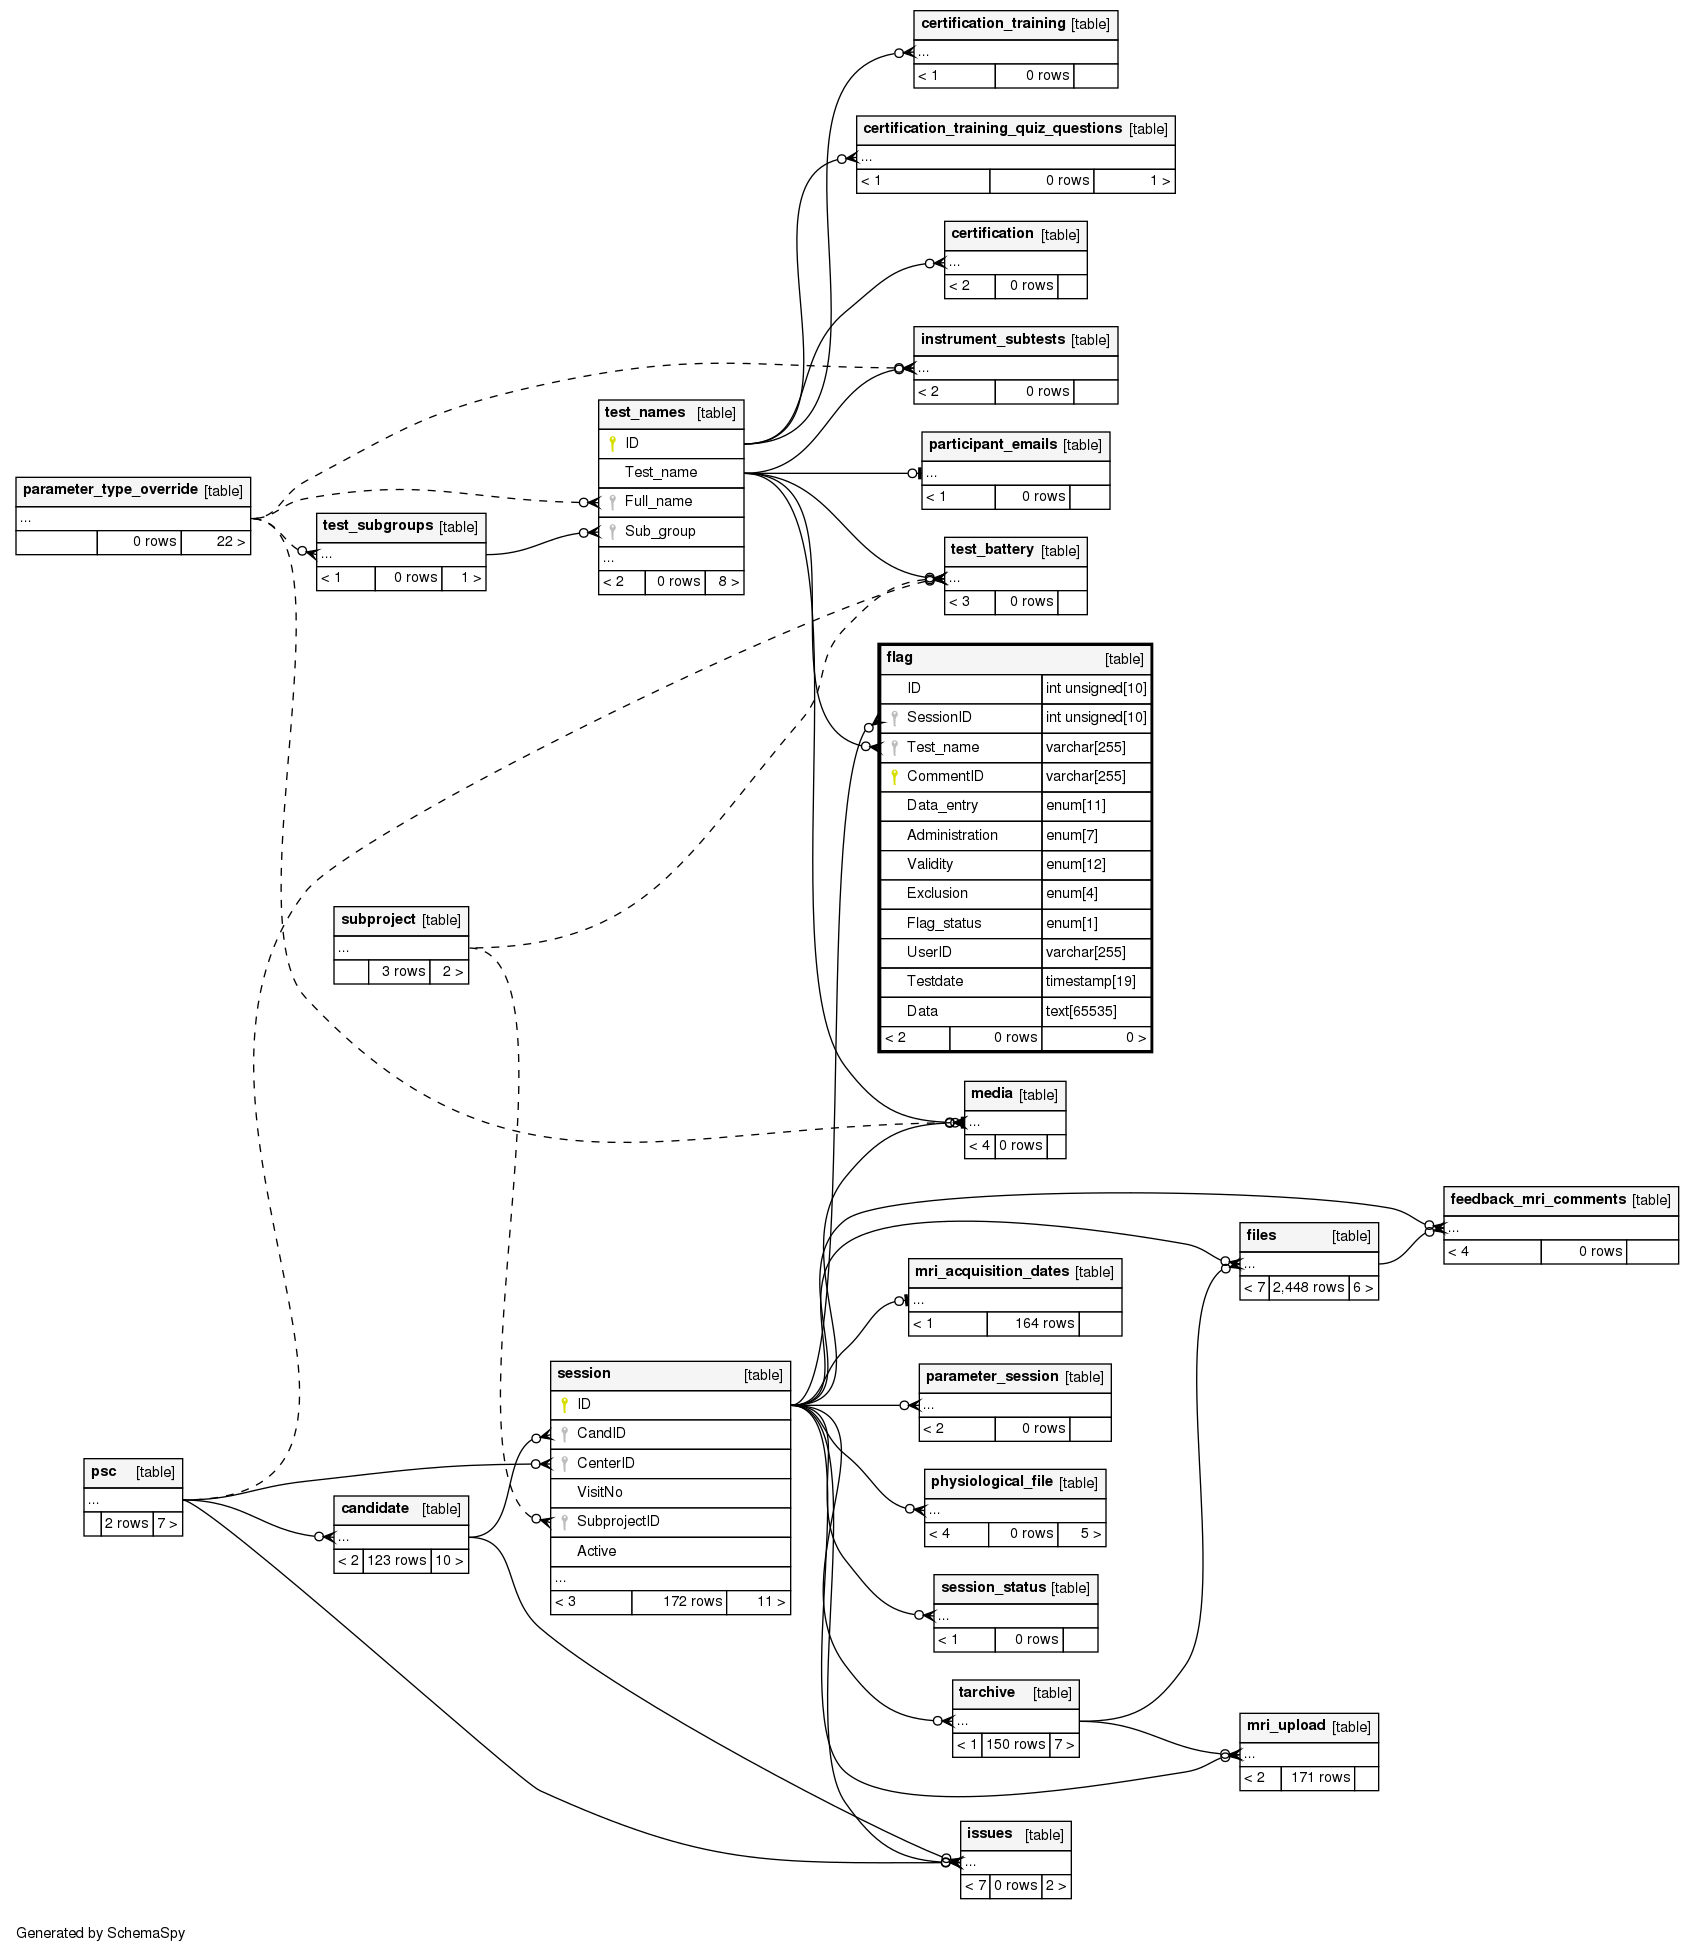 certification_training [table]
...
< 1 0 rows
certification_training_quiz_questions [table]
...
< 1 0 rows 1 >
certification [table]
...
< 2 0 rows
instrument_subtests [table]
...
< 2 0 rows
test_names [table]
ID
Test_name
Full_name
Sub_group
...
< 2 0 rows 8 >
participant_emails [table]
...
< 1 0 rows
parameter_type_override [table]
...
0 rows 22 >
test_subgroups [table]
...
< 1 0 rows 1 >
test_battery [table]
...
< 3 0 rows
flag [table]
ID int unsigned[10]
SessionID int unsigned[10]
Test_name varchar[255]
CommentID varchar[255]
Data_entry enum[11]
Administration enum[7]
Validity enum[12]
Exclusion enum[4]
Flag_status enum[1]
UserID varchar[255]
Testdate timestamp[19]
Data text[65535]
< 2 0 rows 0 >
subproject [table]
...
3 rows 2 >
media [table]
...
< 4 0 rows
feedback_mri_comments [table]
...
< 4 0 rows
files [table]
...
< 7 2,448 rows 6 >
mri_acquisition_dates [table]
...
< 1 164 rows
session [table]
ID
CandID
CenterID
VisitNo
SubprojectID
Active
...
< 3 172 rows 11 >
parameter_session [table]
...
< 2 0 rows
psc [table]
...
2 rows 7 >
candidate [table]
...
< 2 123 rows 10 >
physiological_file [table]
...
< 4 0 rows 5 >
session_status [table]
...
< 1 0 rows
tarchive [table]
...
< 1 150 rows 7 >
mri_upload [table]
...
< 2 171 rows
issues [table]
...
< 7 0 rows 2 >
Generated by SchemaSpy